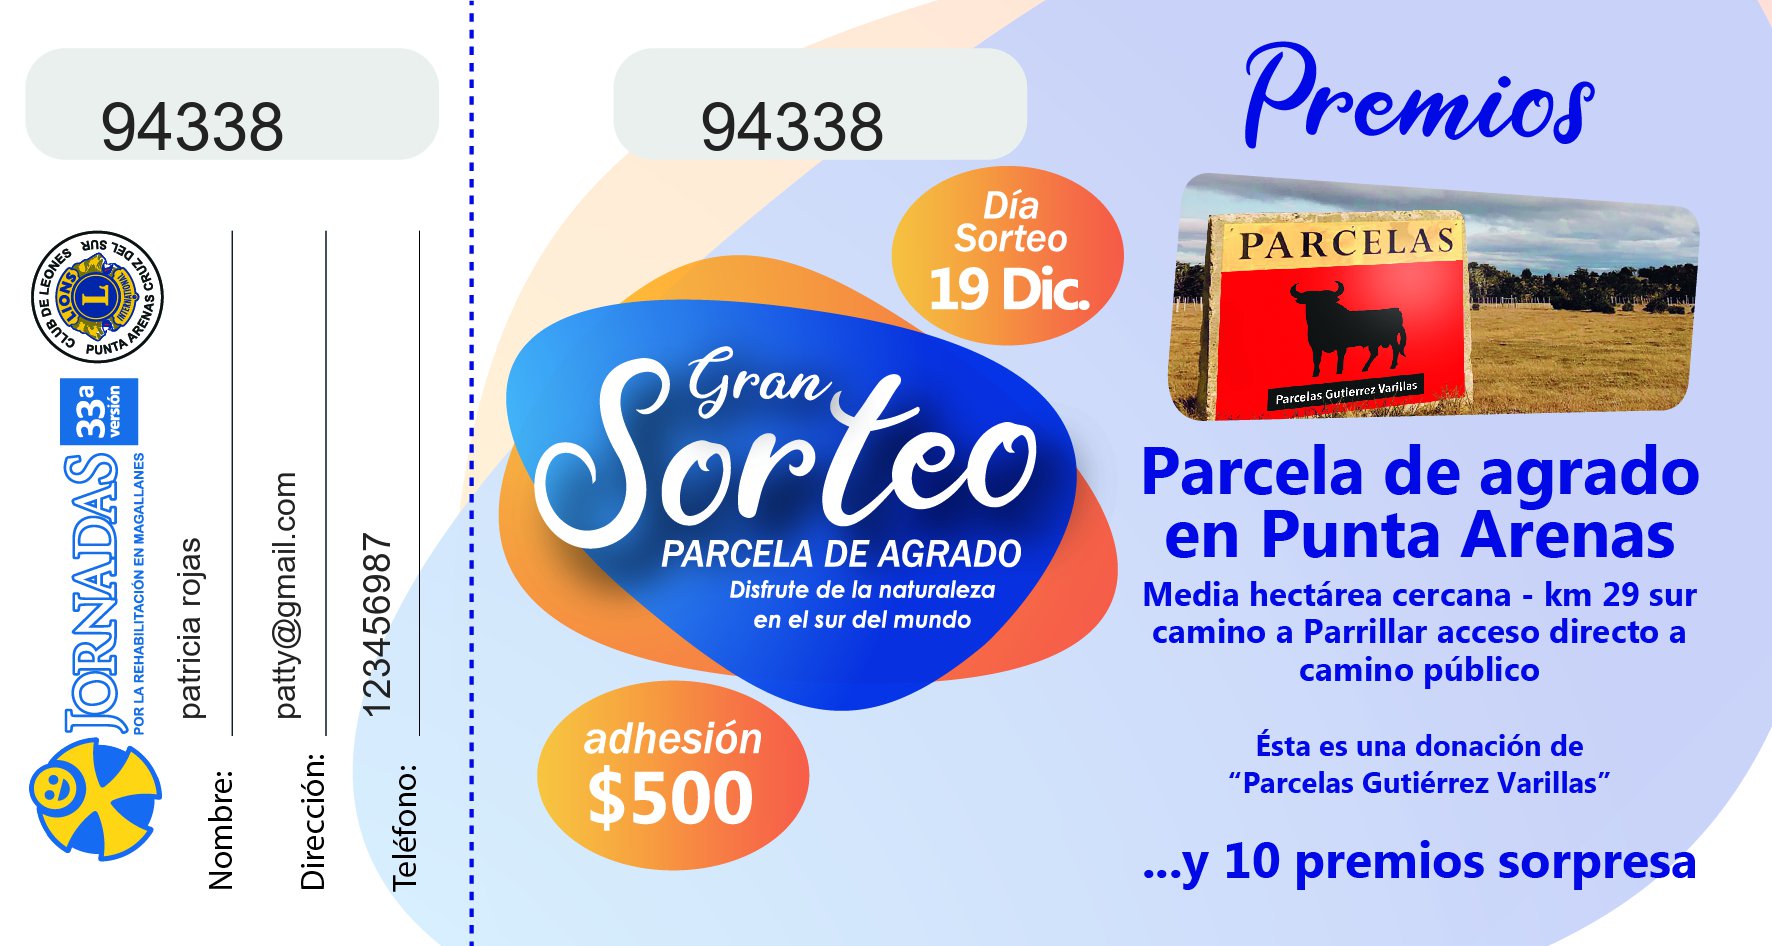 94338
CLUB DE LEONES CRUZ DEL SUR
LIONS
L
INTERNATIONAL
PUNTA ARENAS
33a
versión
JORNADAS
POR LA REHABILITACIÓN EN MAGALLANES
Nombre: patricia rojas
Dirección: patty@gmail.com
Teléfono: 123456987
94338
Día
Sorteo
19 Dic.
Gran
Sorteo
PARCELA DE AGRADO
Disfrute de la naturaleza
en el sur del mundo
adhesión
$500
Premios
PARCELAS
Parcelas Gutierrez Varillas
Parcela de agrado
en Punta Arenas
Media hectárea cercana - km 29 sur
camino a Parrillar acceso directo a
camino público
Ésta es una donación de
“Parcelas Gutiérrez Varillas”
...y 10 premios sorpresa